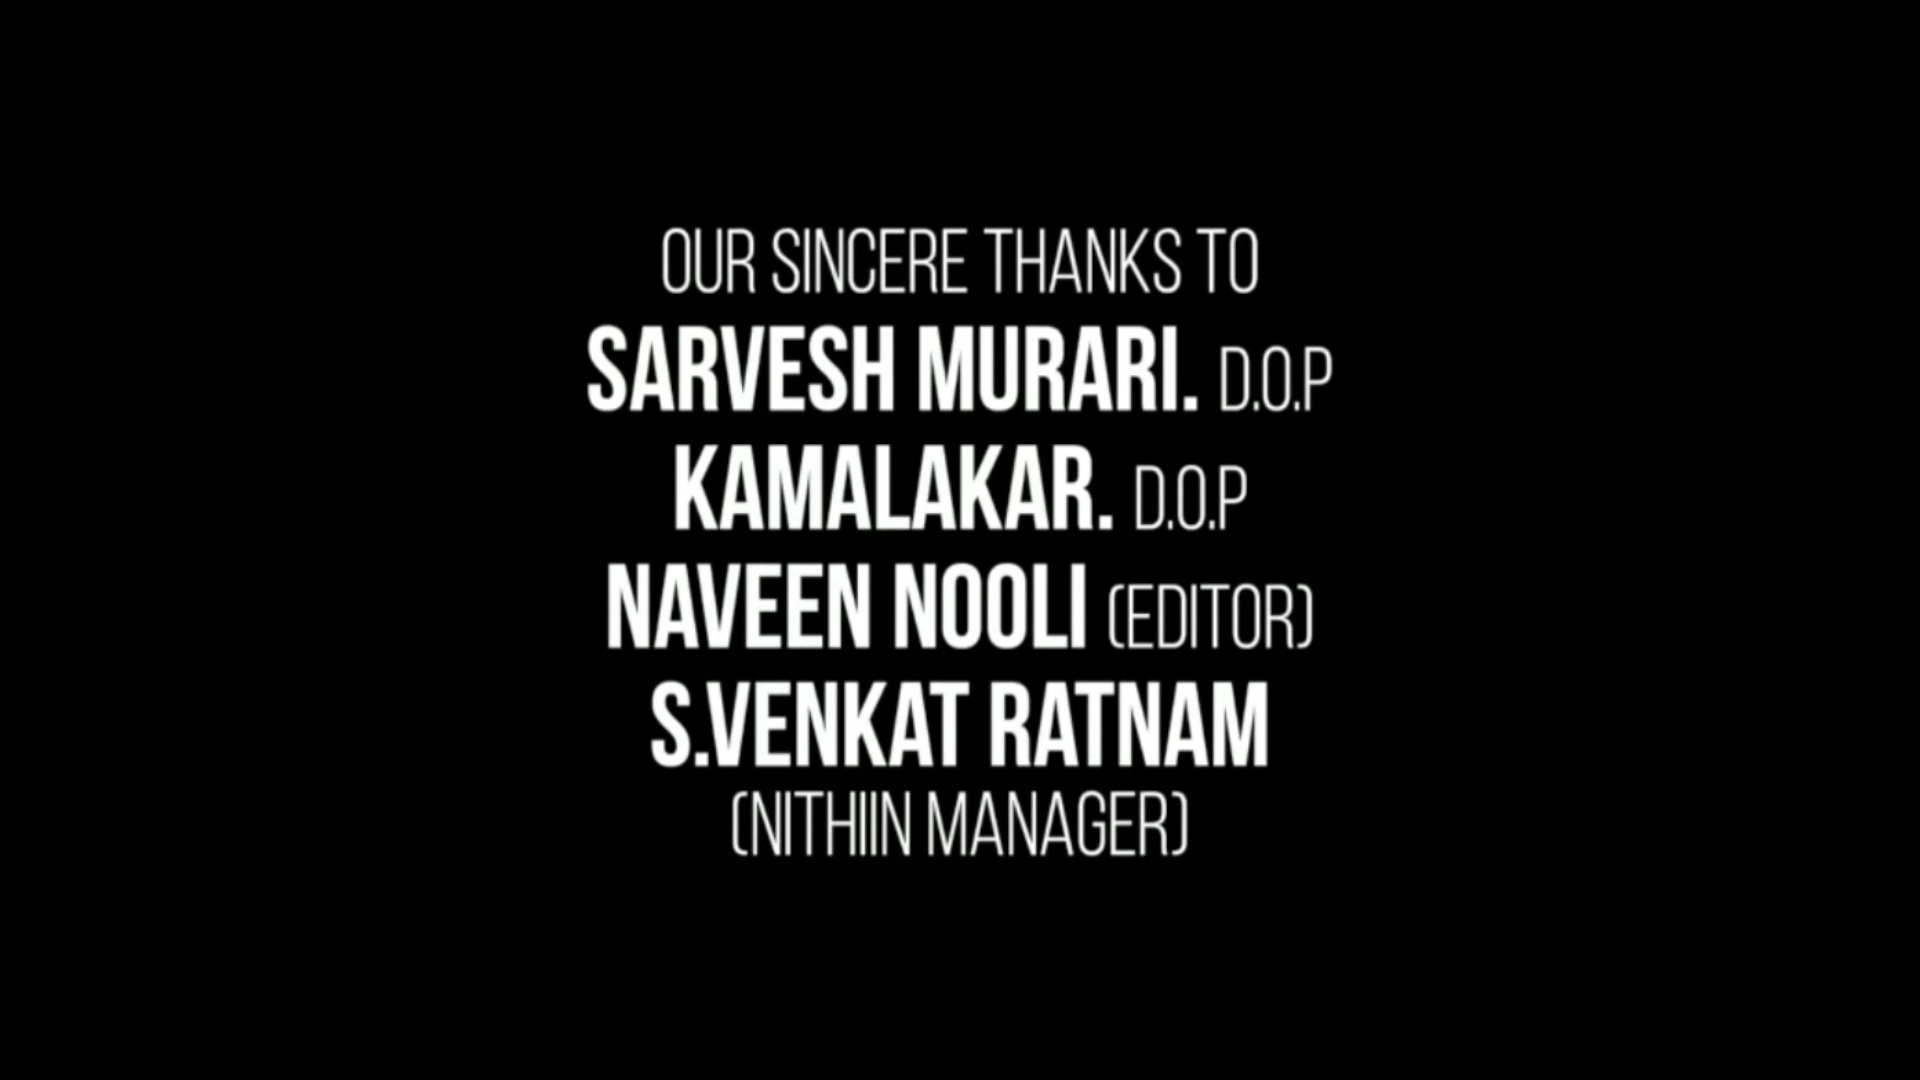 OUR SINCERE THANKS TO
SARVESH MURARI. D.O.P
KAMALAKAR. D.O.P
NAVEEN NOOLI (EDITOR)
S.VENKAT RATNAM
(NITHIIN MANAGER)